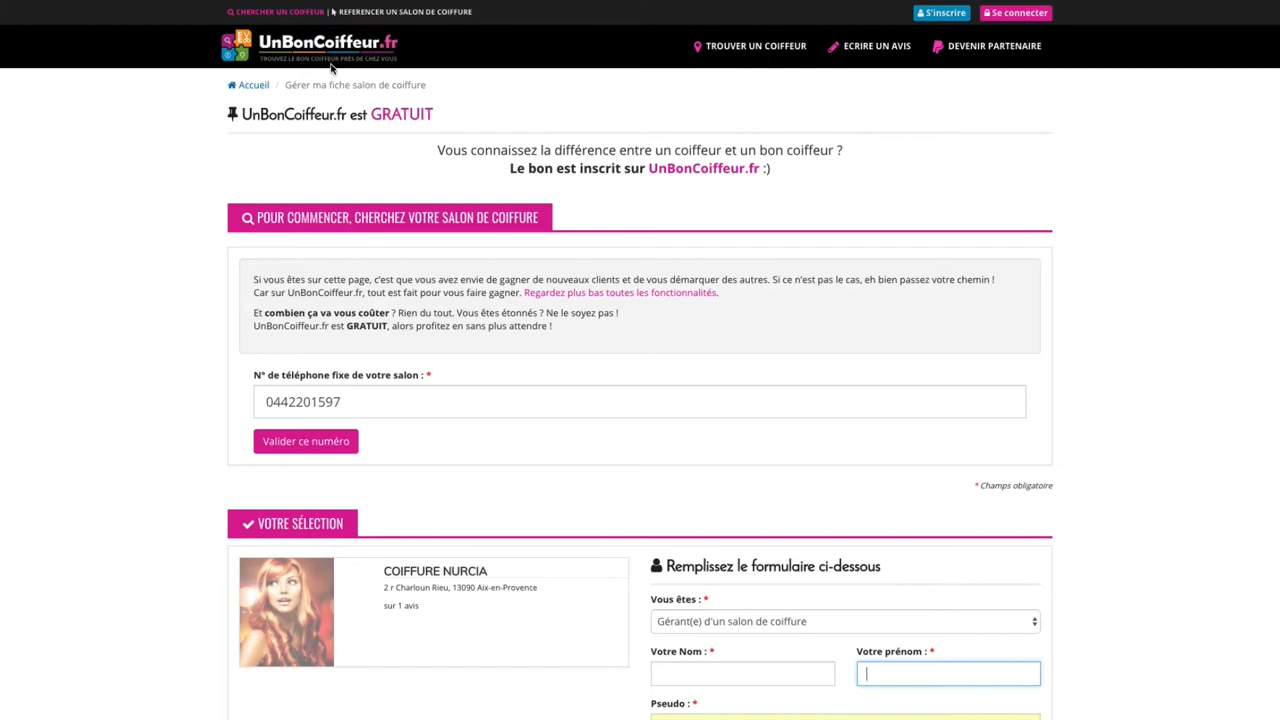 CHERCHER UN COIFFEUR | REFERENCER UN SALON DE COIFFURE
S'inscrire
Se connecter
UnBonCoiffeur.fr
TROUVEZ LE BON COIFFEUR PRÈS DE CHEZ VOUS
TROUVER UN COIFFEUR
ECRIRE UN AVIS
DEVENIR PARTENAIRE
Accueil / Gérer ma fiche salon de coiffure
UnBonCoiffeur.fr est GRATUIT
Vous connaissez la différence entre un coiffeur et un bon coiffeur ?
Le bon est inscrit sur UnBonCoiffeur.fr :)
POUR COMMENCER, CHERCHEZ VOTRE SALON DE COIFFURE
Si vous êtes sur cette page, c'est que vous avez envie de gagner de nouveaux clients et de vous démarquer des autres. Si ce n'est pas le cas, eh bien passez votre chemin !
Car sur UnBonCoiffeur.fr, tout est fait pour vous faire gagner. Regardez plus bas toutes les fonctionnalités.
Et combien ça va vous coûter ? Rien du tout. Vous êtes étonnés ? Ne le soyez pas !
UnBonCoiffeur.fr est GRATUIT, alors profitez en sans plus attendre !
N° de téléphone fixe de votre salon : *
0442201597
Valider ce numéro
* Champs obligatoire
VOTRE SÉLECTION
COIFFURE NURCIA
2 r Charloun Rieu, 13090 Aix-en-Provence
sur 1 avis
Remplissez le formulaire ci-dessous
Vous êtes : *
Gérant(e) d'un salon de coiffure
Votre Nom : *
Votre prénom : *
Pseudo : *